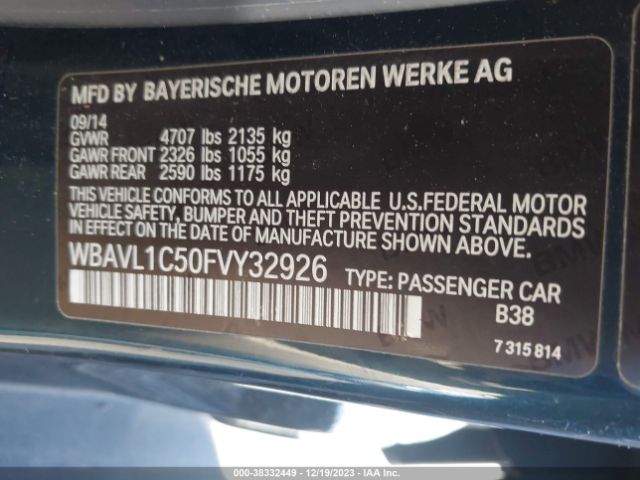 MFD BY BAYERISCHE MOTOREN WERKE AG
09/14
GVWR 4707 lbs 2135 kg
GAWR FRONT 2326 lbs 1055 kg
GAWR REAR 2590 lbs 1175 kg
THIS VEHICLE CONFORMS TO ALL APPLICABLE U.S.FEDERAL MOTOR
VEHICLE SAFETY, BUMPER AND THEFT PREVENTION STANDARDS
IN EFFECT ON THE DATE OF MANUFACTURE SHOWN ABOVE.
WBAVL1C50FVY32926
TYPE: PASSENGER CAR
B38
7 315 814
000-38332449 - 12/19/2023 - IAAI.COM